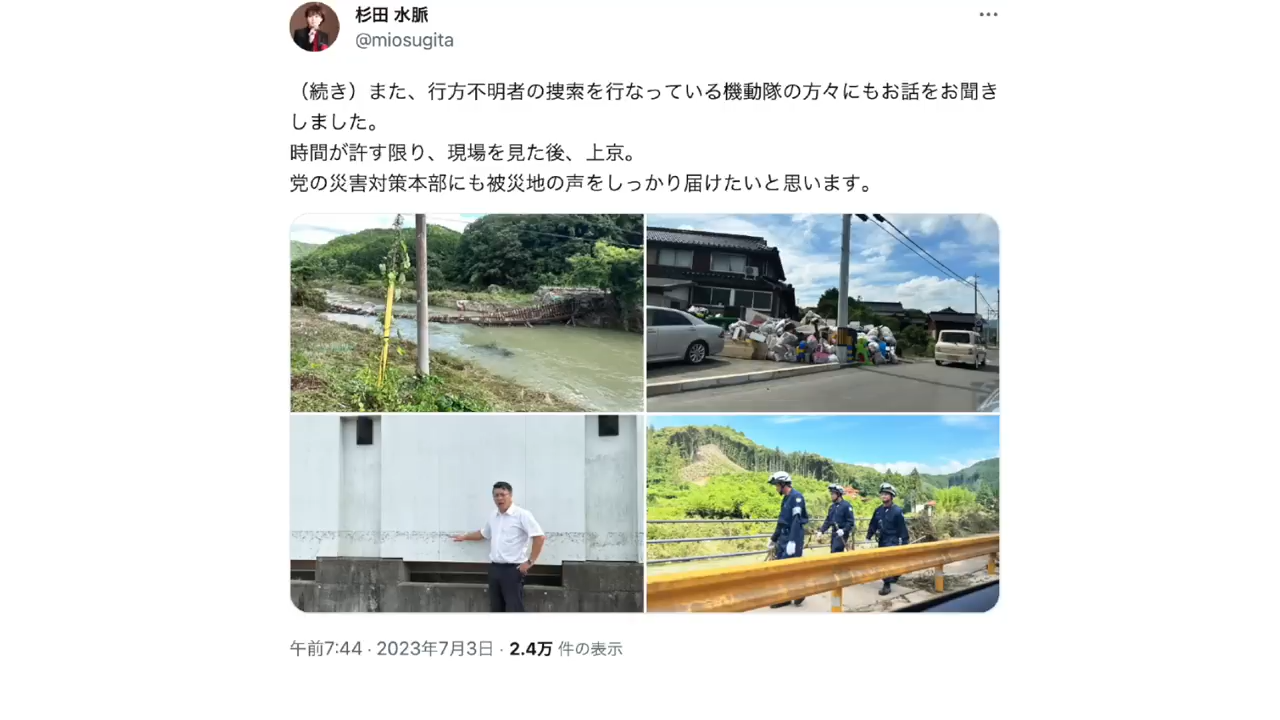 杉田 水脈
@miosugita
（続き）また、行方不明者の捜索を行なっている機動隊の方々にもお話をお聞き
しました。
時間が許す限り、現場を見た後、上京。
党の災害対策本部にも被災地の声をしっかり届けたいと思います。
午前7:44 · 2023年7月3日 · 2.4万 件の表示